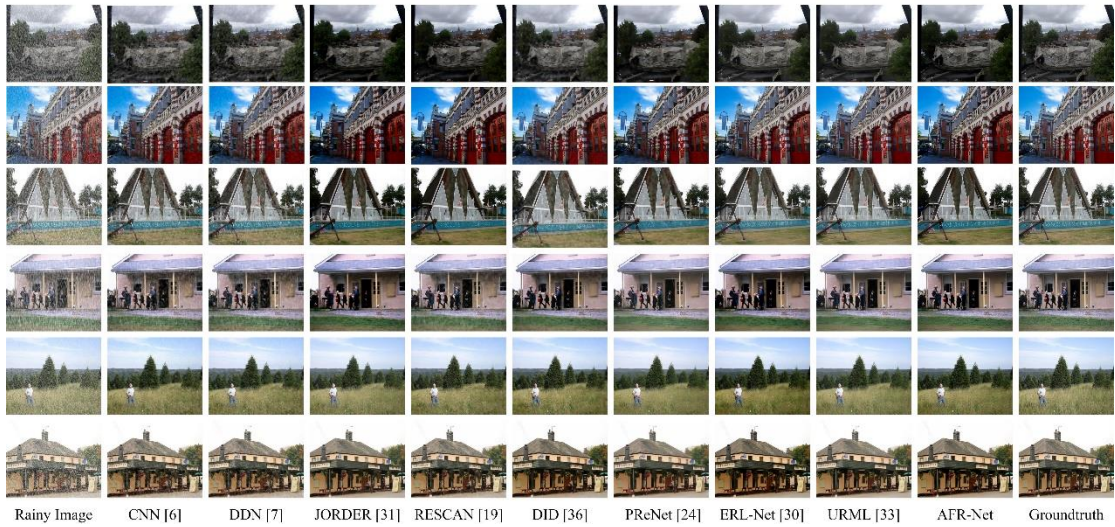 Rainy Image CNN [6] DDN [7] JORDER [31] RESCAN [19] DID [36] PReNet [24] ERL-Net [30] URML [33] AFR-Net Groundtruth